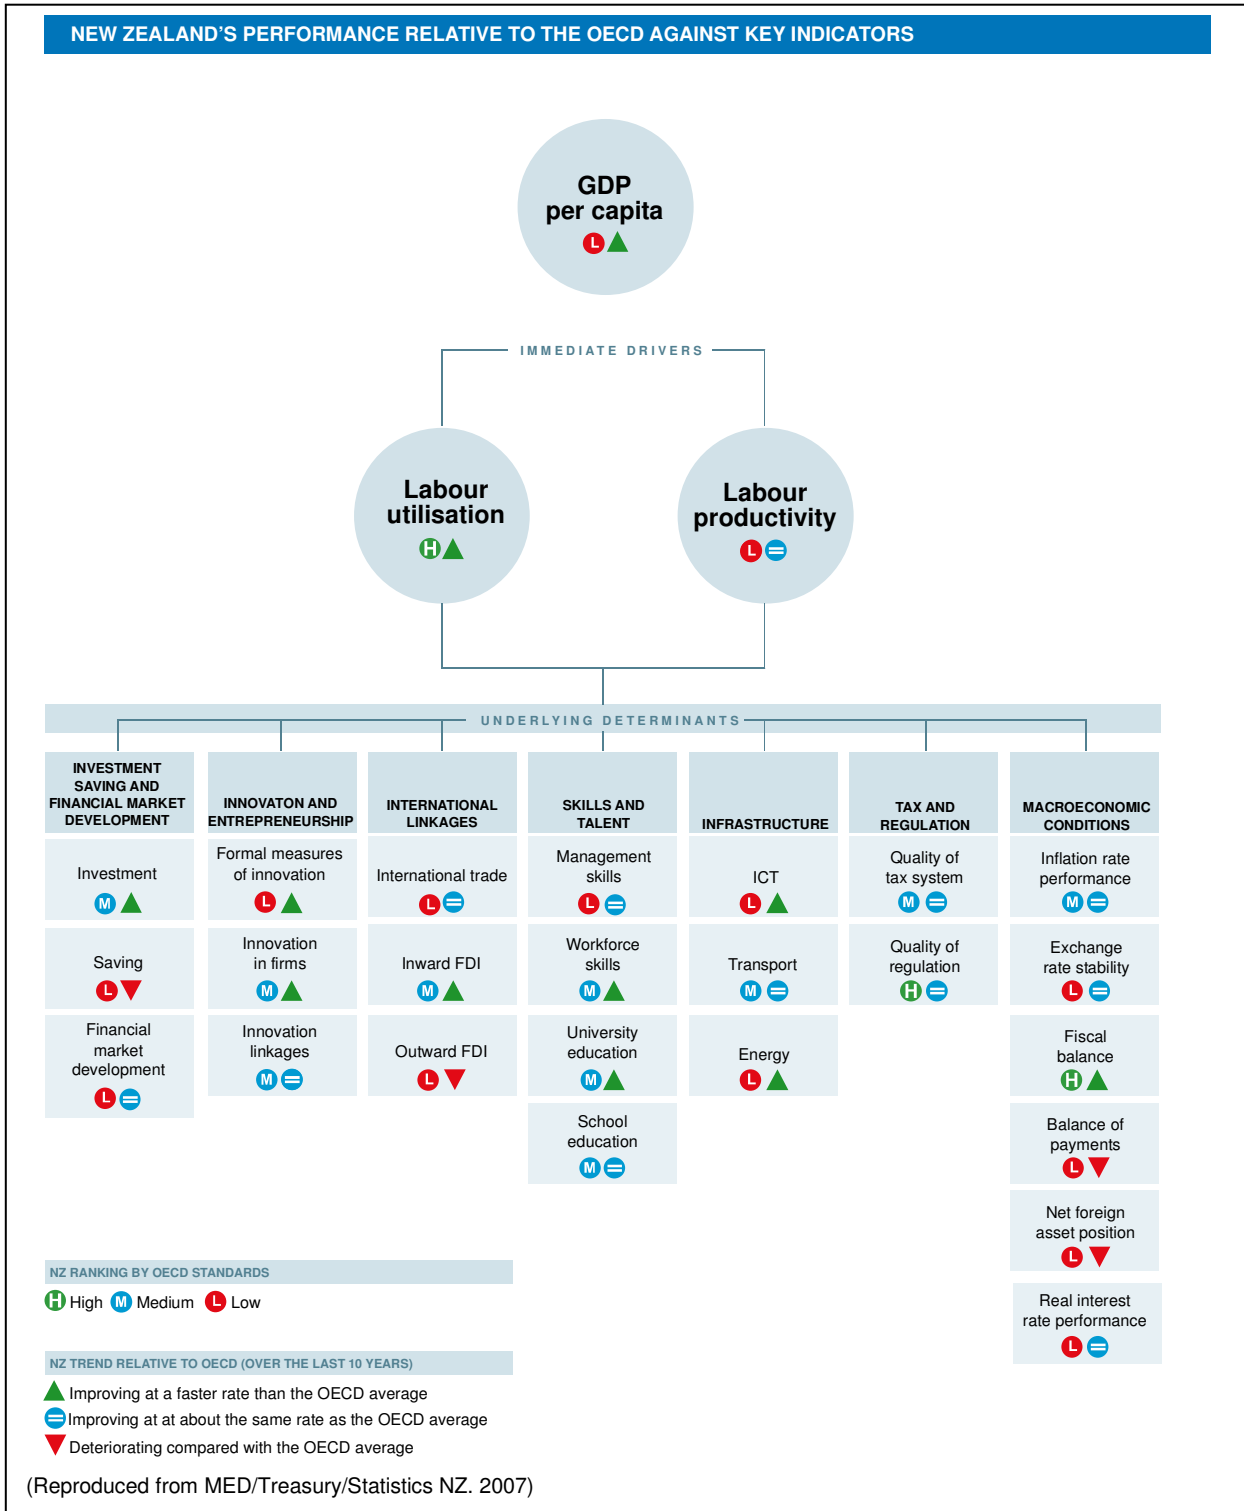 NEW ZEALAND'S PERFORMANCE RELATIVE TO THE OECD AGAINST KEY INDICATORS
GDP
per capita
L
IMMEDIATE DRIVERS
Labour
utilisation
H
Labour
productivity
L =
UNDERLYING DETERMINANTS
INVESTMENT
SAVING AND
FINANCIAL MARKET
DEVELOPMENT
Investment
M
Saving
L
Financial
market
development
L =
INNOVATON AND
ENTREPRENEURSHIP
Formal measures
of innovation
L
Innovation
in firms
M
Innovation
linkages
M =
INTERNATIONAL
LINKAGES
International trade
L =
Inward FDI
M
Outward FDI
L
SKILLS AND
TALENT
Management
skills
L =
Workforce
skills
M
University
education
M
School
education
M =
INFRASTRUCTURE
ICT
L
Transport
M =
Energy
L
TAX AND
REGULATION
Quality of
tax system
M =
Quality of
regulation
H =
MACROECONOMIC
CONDITIONS
Inflation rate
performance
M =
Exchange
rate stability
L =
Fiscal
balance
H
Balance of
payments
L
Net foreign
asset position
L
Real interest
rate performance
L =
NZ RANKING BY OECD STANDARDS
H High M Medium L Low
NZ TREND RELATIVE TO OECD (OVER THE LAST 10 YEARS)
Improving at a faster rate than the OECD average
= Improving at at about the same rate as the OECD average
Deteriorating compared with the OECD average
(Reproduced from MED/Treasury/Statistics NZ. 2007)